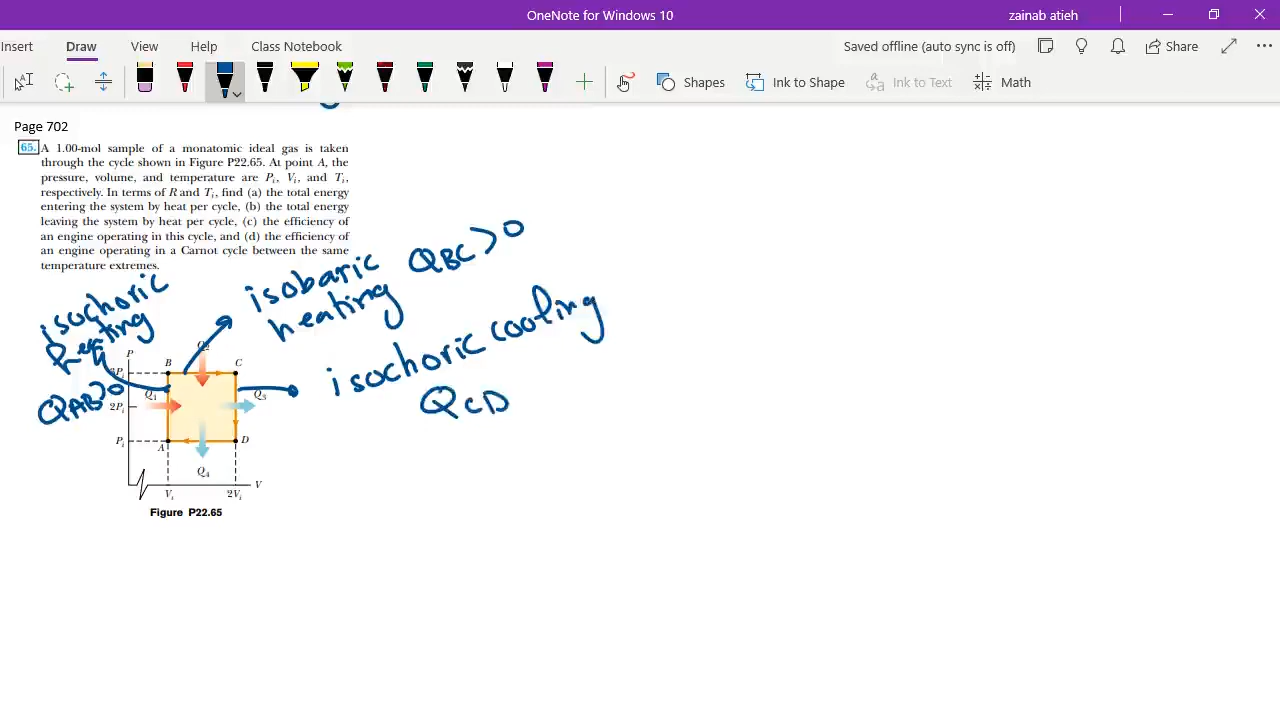 OneNote for Windows 10
zainab atieh
Insert
Draw
View
Help
Class Notebook
Saved offline (auto sync is off)
Share
Shapes
Ink to Shape
Ink to Text
Math
Page 702
65. A 1.00-mol sample of a monatomic ideal gas is taken
through the cycle shown in Figure P22.65. At point A, the
pressure, volume, and temperature are Pi, Vi, and Ti,
respectively. In terms of R and Ti, find (a) the total energy
entering the system by heat per cycle, (b) the total energy
leaving the system by heat per cycle, (c) the efficiency of
an engine operating in this cycle, and (d) the efficiency of
an engine operating in a Carnot cycle between the same
temperature extremes.
isochoric
heating
QAB>0
isobaric
heating
QBC>0
isochoric cooling
QCD
P
B
Q2
C
3Pi
Q1
Q3
2Pi
Pi
A
D
Q4
V
Vi
2Vi
Figure P22.65